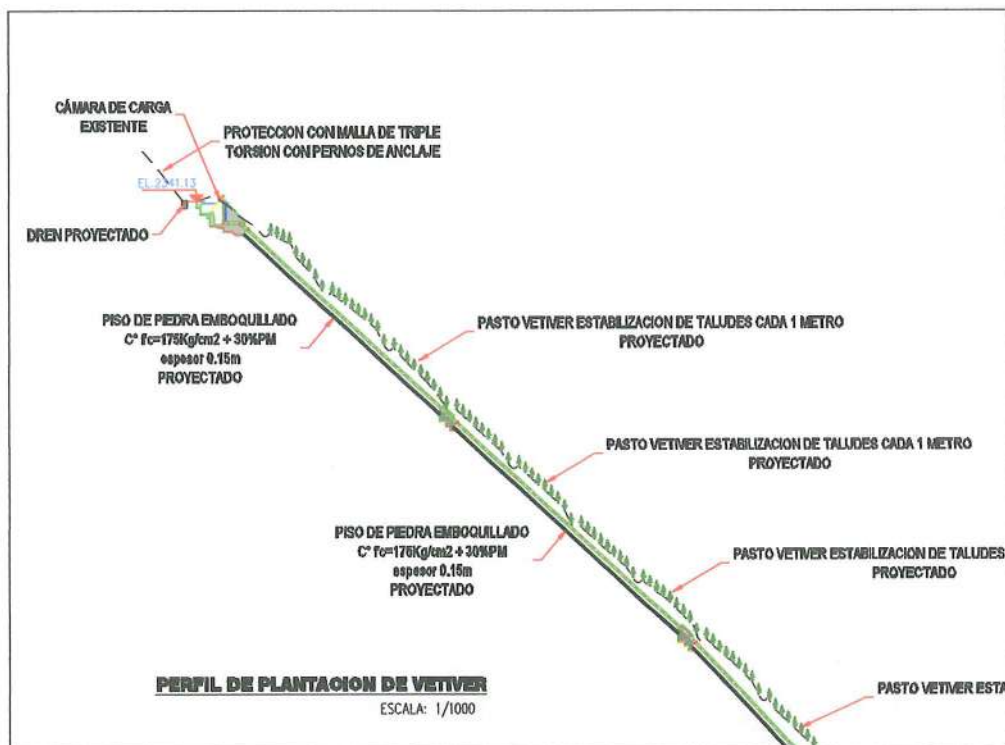 CÁMARA DE CARGA
EXISTENTE
PROTECCION CON MALLA DE TRIPLE
TORSION CON PERNOS DE ANCLAJE
EL.2341.13
DREN PROYECTADO
PISO DE PIEDRA EMBOQUILLADO
C° f'c=175Kg/cm2 + 30%PM
espesor 0.15m
PROYECTADO
PASTO VETIVER ESTABILIZACION DE TALUDES CADA 1 METRO
PROYECTADO
PASTO VETIVER ESTABILIZACION DE TALUDES CADA 1 METRO
PROYECTADO
PISO DE PIEDRA EMBOQUILLADO
C° f'c=175Kg/cm2 + 30%PM
espesor 0.15m
PROYECTADO
PASTO VETIVER ESTABILIZACION DE TALUDES
PROYECTADO
PASTO VETIVER ESTA
PERFIL DE PLANTACION DE VETIVER
ESCALA: 1/1000